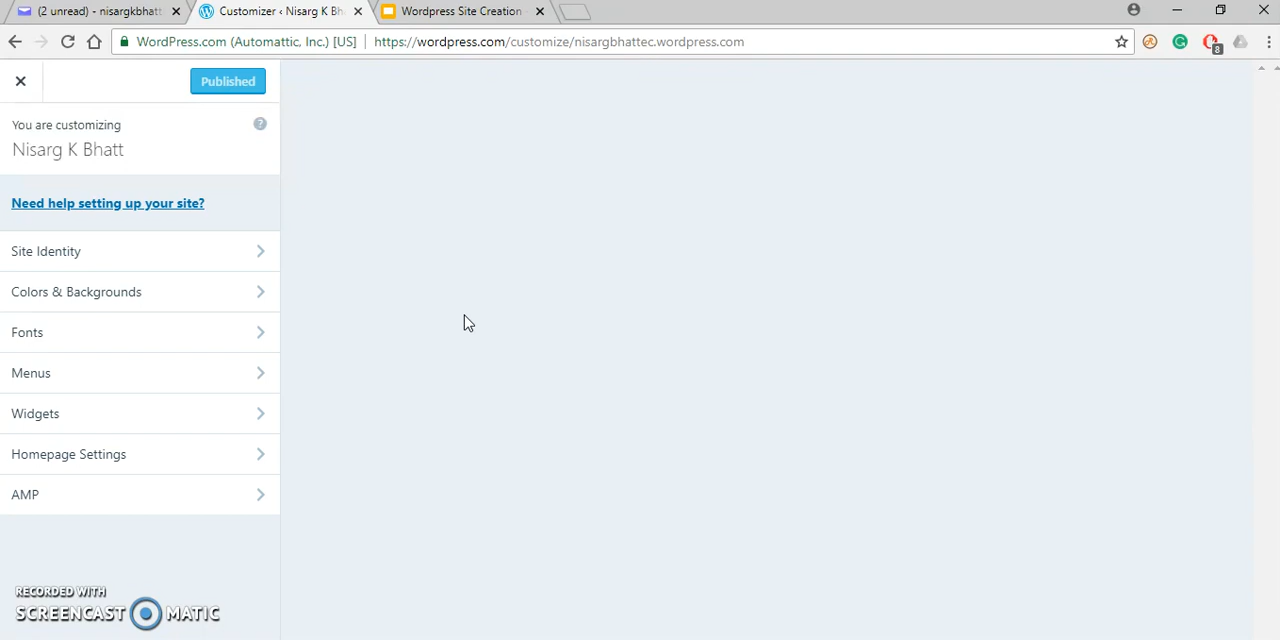 (2 unread) - nisargkbhatt
Customizer ‹ Nisarg K Bh
Wordpress Site Creation
WordPress.com (Automattic, Inc.) [US]
https://wordpress.com/customize/nisargbhattec.wordpress.com
8
Published
You are customizing
?
Nisarg K Bhatt
Need help setting up your site?
Site Identity
Colors & Backgrounds
Fonts
Menus
Widgets
Homepage Settings
AMP
RECORDED WITH
SCREENCAST MATIC